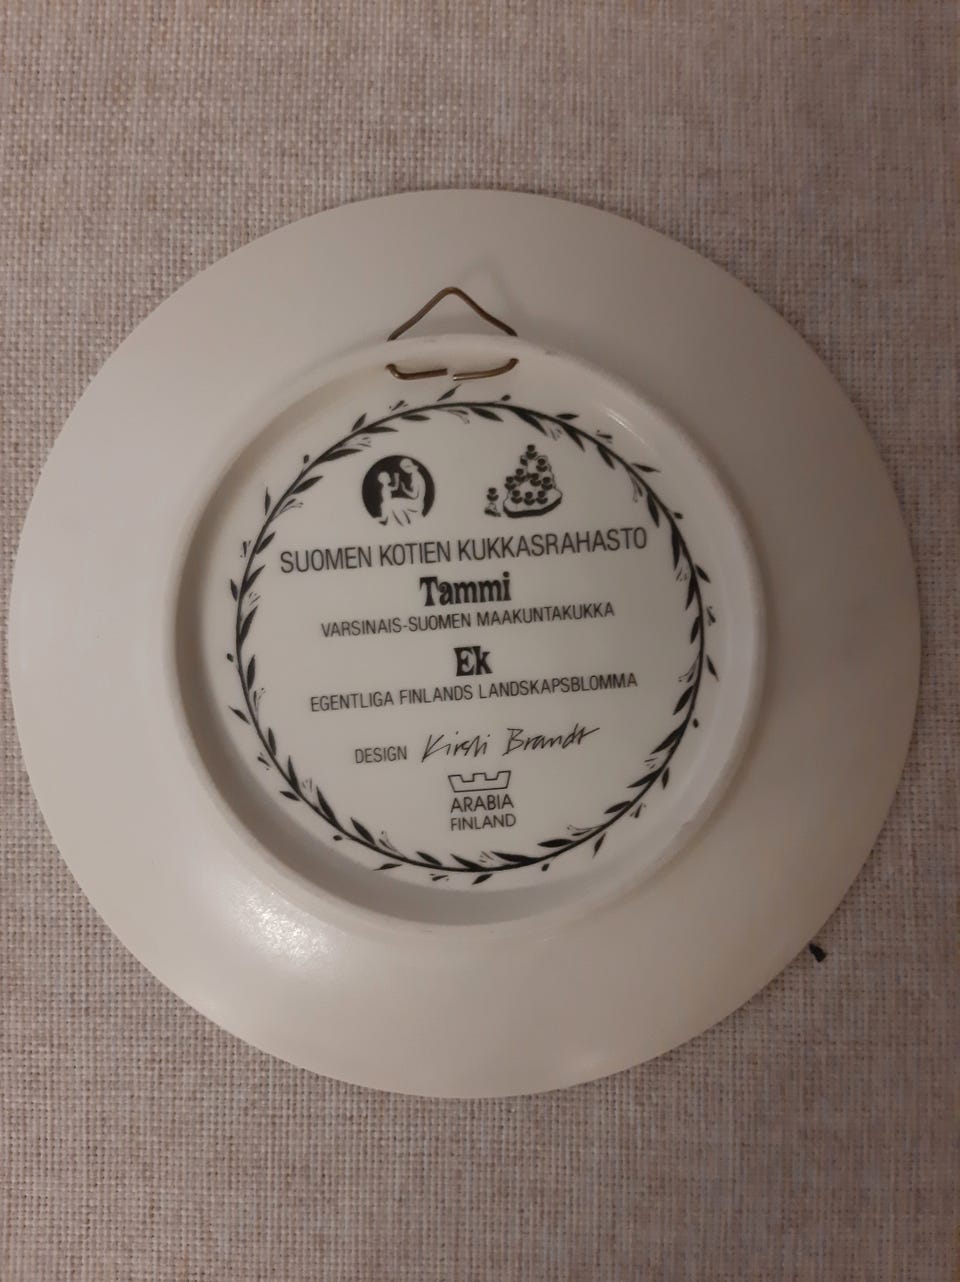 SUOMEN KOTIEN KUKKASRAHASTO
Tammi
VARSINAIS-SUOMEN MAAKUNTAKUKKA
Ek
EGENTLIGA FINLANDS LANDSKAPSBLOMMA
DESIGN Kirsti Brandt
ARABIA
FINLAND